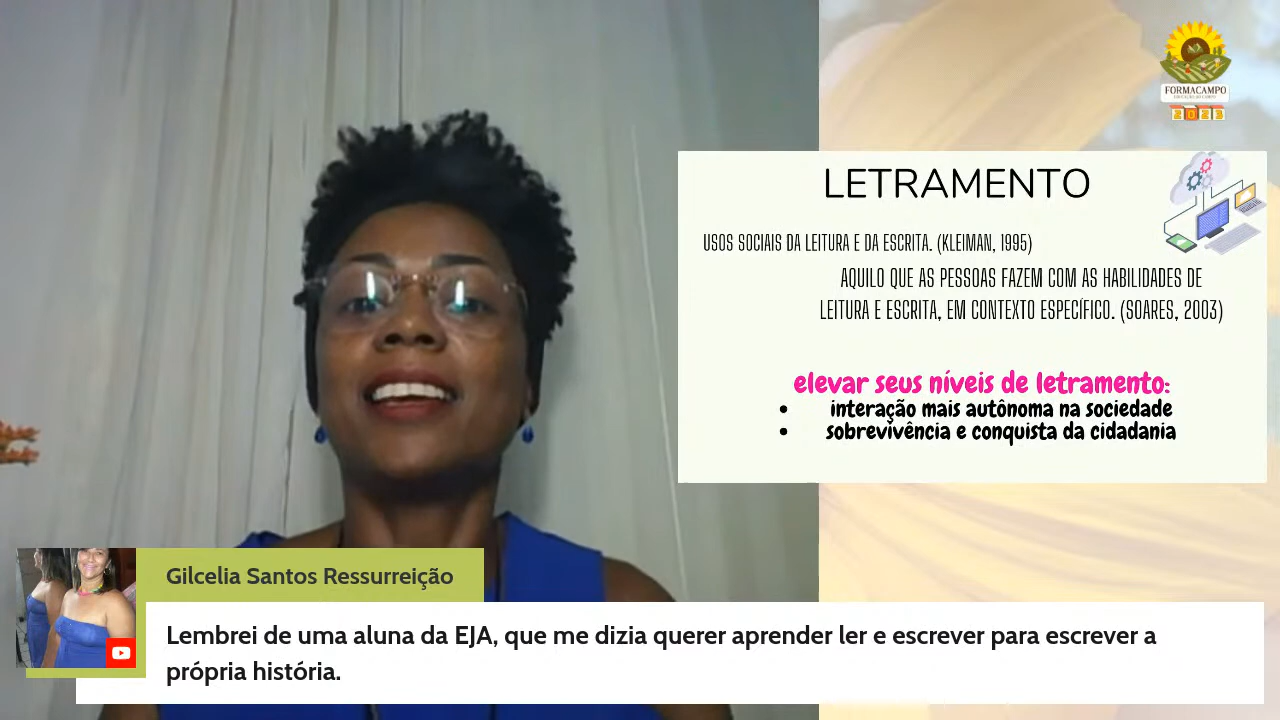 FORMACAMPO
EDUCAÇÃO DO CAMPO
2023
LETRAMENTO
USOS SOCIAIS DA LEITURA E DA ESCRITA. (KLEIMAN, 1995)
AQUILO QUE AS PESSOAS FAZEM COM AS HABILIDADES DE
LEITURA E ESCRITA, EM CONTEXTO ESPECÍFICO. (SOARES, 2003)
elevar seus níveis de letramento:
• interação mais autônoma na sociedade
• sobrevivência e conquista da cidadania
Gilcelia Santos Ressurreição
Lembrei de uma aluna da EJA, que me dizia querer aprender ler e escrever para escrever a
própria história.